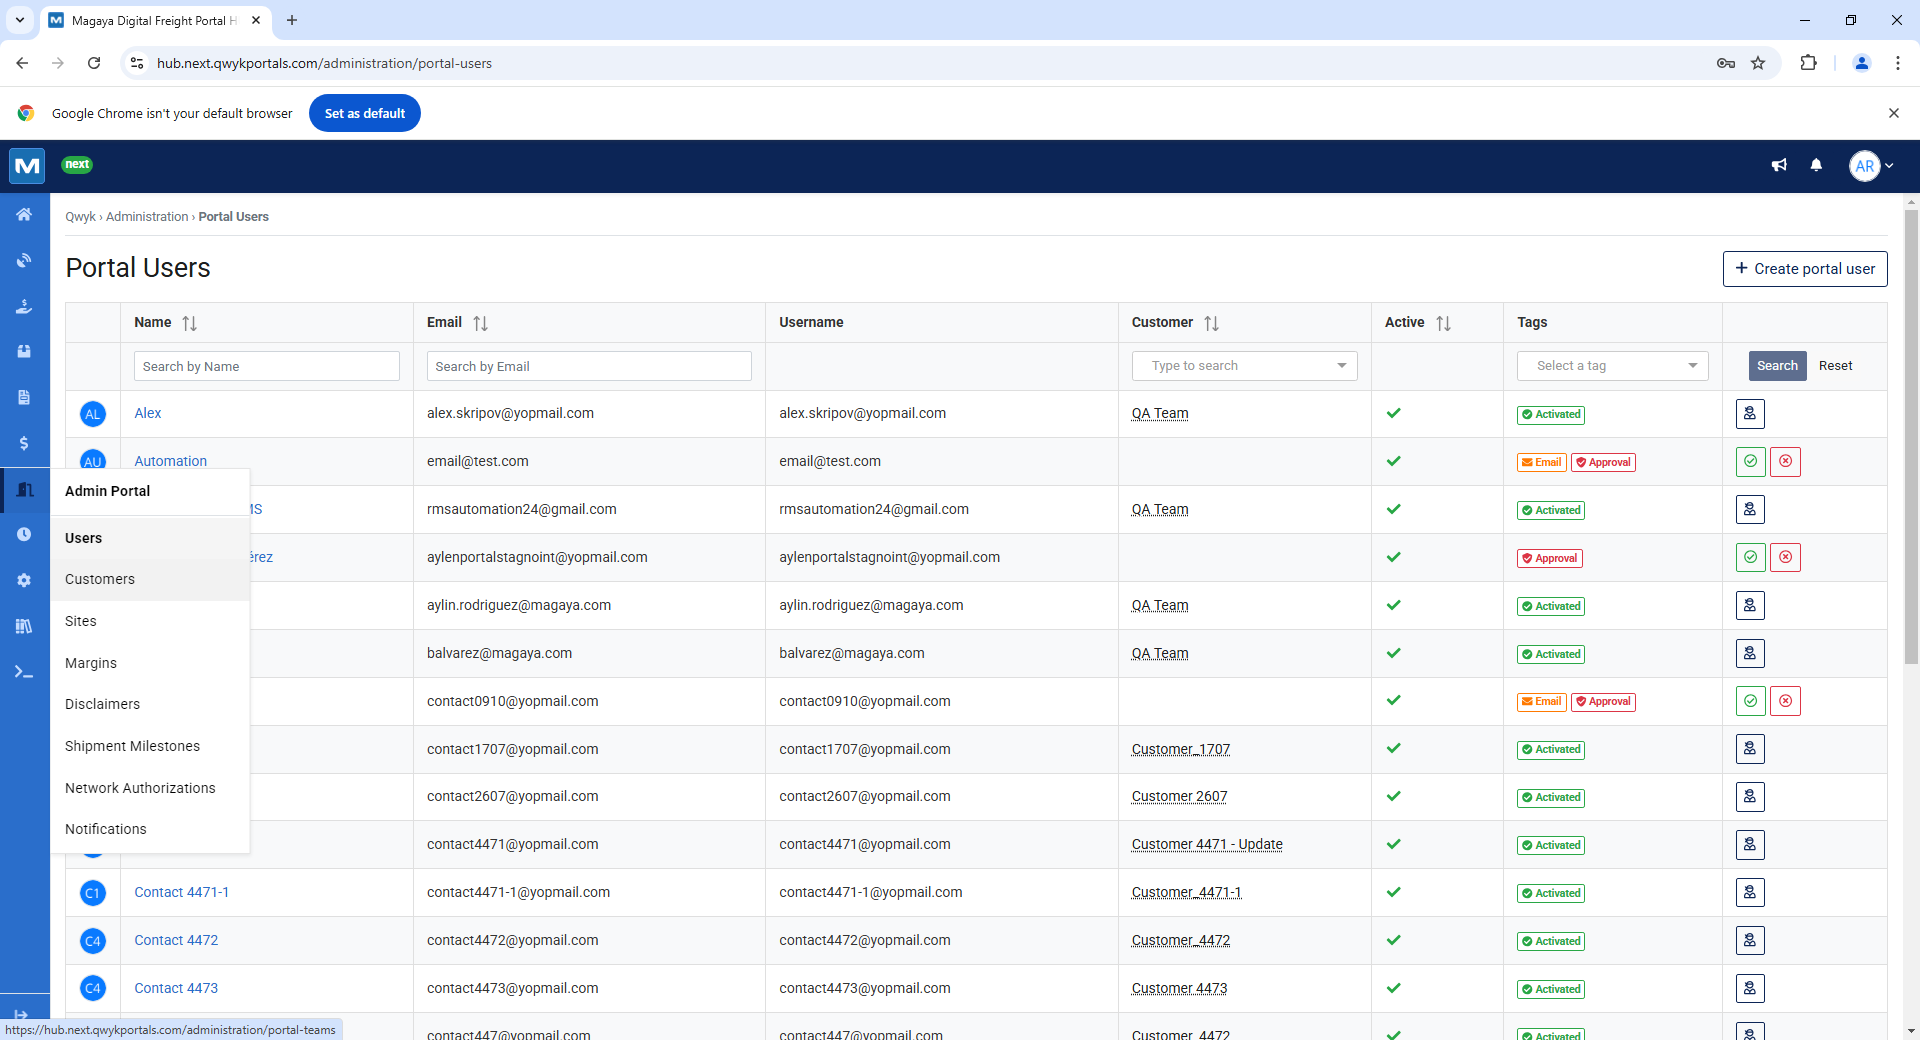 Magaya Digital Freight Portal H
hub.next.qwykportals.com/administration/portal-users
Google Chrome isn't your default browser
Set as default
next
AR
Qwyk › Administration › Portal Users
Portal Users
+ Create portal user
Name
Email
Username
Customer
Active
Tags
Search by Name
Search by Email
Type to search
Select a tag
Search
Reset
AL
Alex
alex.skripov@yopmail.com
alex.skripov@yopmail.com
QA Team
Activated
AU
Automation
email@test.com
email@test.com
Email
Approval
MS
rmsautomation24@gmail.com
rmsautomation24@gmail.com
QA Team
Activated
érez
aylenportalstagnoint@yopmail.com
aylenportalstagnoint@yopmail.com
Approval
aylin.rodriguez@magaya.com
aylin.rodriguez@magaya.com
QA Team
Activated
balvarez@magaya.com
balvarez@magaya.com
QA Team
Activated
contact0910@yopmail.com
contact0910@yopmail.com
Email
Approval
contact1707@yopmail.com
contact1707@yopmail.com
Customer_1707
Activated
contact2607@yopmail.com
contact2607@yopmail.com
Customer 2607
Activated
contact4471@yopmail.com
contact4471@yopmail.com
Customer 4471 - Update
Activated
C1
Contact 4471-1
contact4471-1@yopmail.com
contact4471-1@yopmail.com
Customer_4471-1
Activated
C4
Contact 4472
contact4472@yopmail.com
contact4472@yopmail.com
Customer_4472
Activated
C4
Contact 4473
contact4473@yopmail.com
contact4473@yopmail.com
Customer 4473
Activated
contact447@yopmail.com
contact447@yopmail.com
Customer 4472
Activated
Admin Portal
Users
Customers
Sites
Margins
Disclaimers
Shipment Milestones
Network Authorizations
Notifications
https://hub.next.qwykportals.com/administration/portal-teams